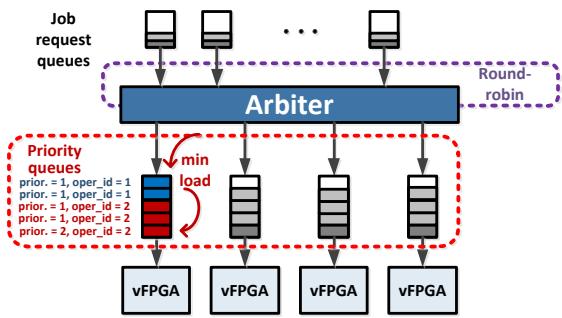 Job
request
queues
. . .
Round-
robin
Arbiter
Priority
queues
min
load
prior. = 1, oper_id = 1
prior. = 1, oper_id = 1
prior. = 1, oper_id = 2
prior. = 1, oper_id = 2
prior. = 2, oper_id = 2
vFPGA
vFPGA
vFPGA
vFPGA